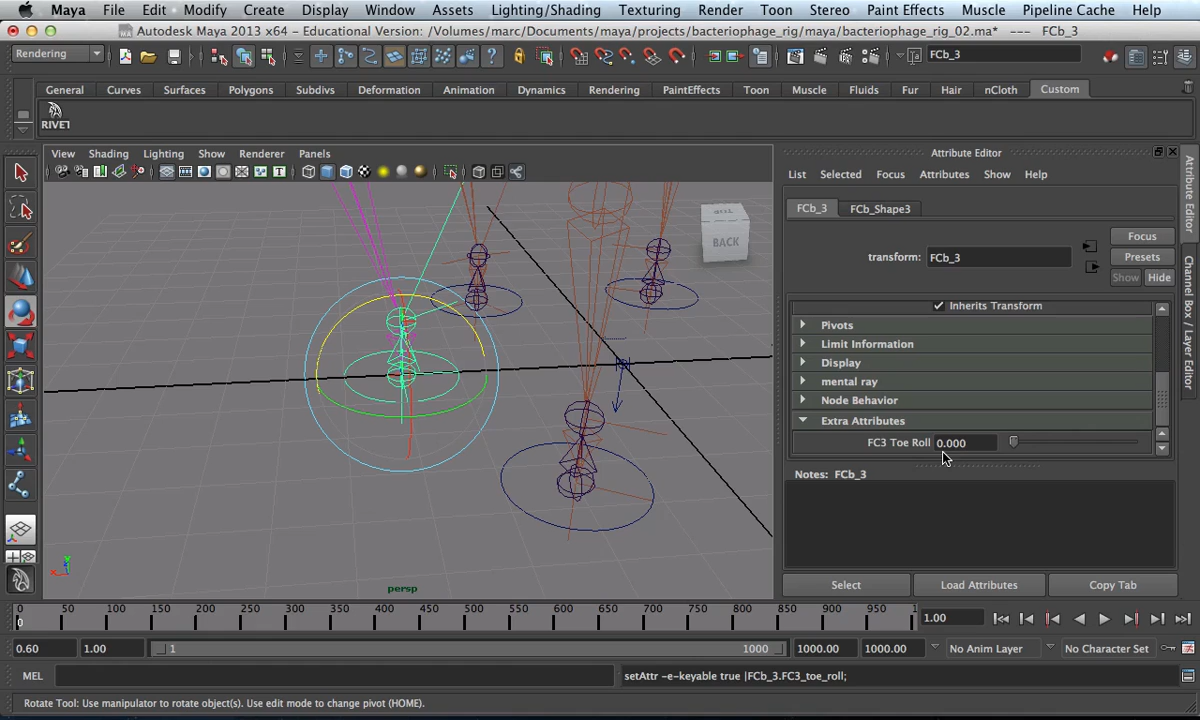 Maya File Edit Modify Create Display Window Assets Lighting/Shading Texturing Render Toon Stereo Paint Effects Muscle Pipeline Cache Help
Autodesk Maya 2013 x64 - Educational Version: /Volumes/marc/Documents/maya/projects/bacteriophage_rig/maya/bacteriophage_rig_02.ma* --- FCb_3
Rendering FCb_3
General Curves Surfaces Polygons Subdivs Deformation Animation Dynamics Rendering PaintEffects Toon Muscle Fluids Fur Hair nCloth Custom
RIVET
View Shading Lighting Show Renderer Panels
Attribute Editor
List Selected Focus Attributes Show Help
FCb_3 FCb_Shape3
Focus
transform: FCb_3 Presets
Show Hide
Inherits Transform
Pivots
Limit Information
Display
mental ray
Node Behavior
Extra Attributes
FC3 Toe Roll 0.000
Notes: FCb_3
Select Load Attributes Copy Tab
Attribute Editor
Channel Box / Layer Editor
BACK
persp
0 50 100 150 200 250 300 350 400 450 500 550 600 650 700 750 800 850 900 950 1
0
1.00
0.60 1.00 1 1000 1000.00 1000.00 No Anim Layer No Character Set
MEL setAttr -e-keyable true |FCb_3.FC3_toe_roll;
Rotate Tool: Use manipulator to rotate object(s). Use edit mode to change pivot (HOME).